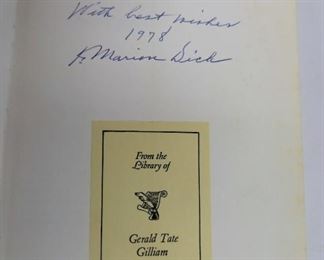 With best wishes
1978
K. Marion Dick
From the
Library of
Gerald Tate
Gilliam